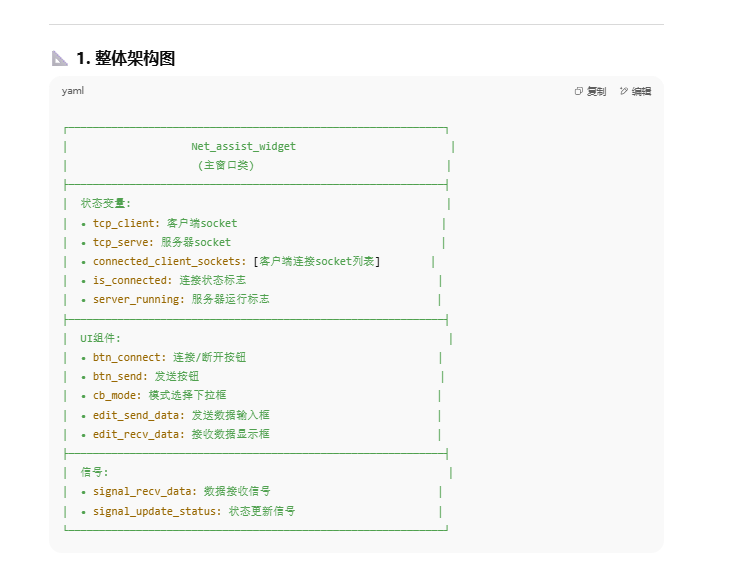 1. 整体架构图
yaml
复制 编辑
Net_assist_widget
(主窗口类)
状态变量:
• tcp_client: 客户端socket
• tcp_serve: 服务器socket
• connected_client_sockets: [客户端连接socket列表]
• is_connected: 连接状态标志
• server_running: 服务器运行标志
UI组件:
• btn_connect: 连接/断开按钮
• btn_send: 发送按钮
• cb_mode: 模式选择下拉框
• edit_send_data: 发送数据输入框
• edit_recv_data: 接收数据显示框
信号:
• signal_recv_data: 数据接收信号
• signal_update_status: 状态更新信号